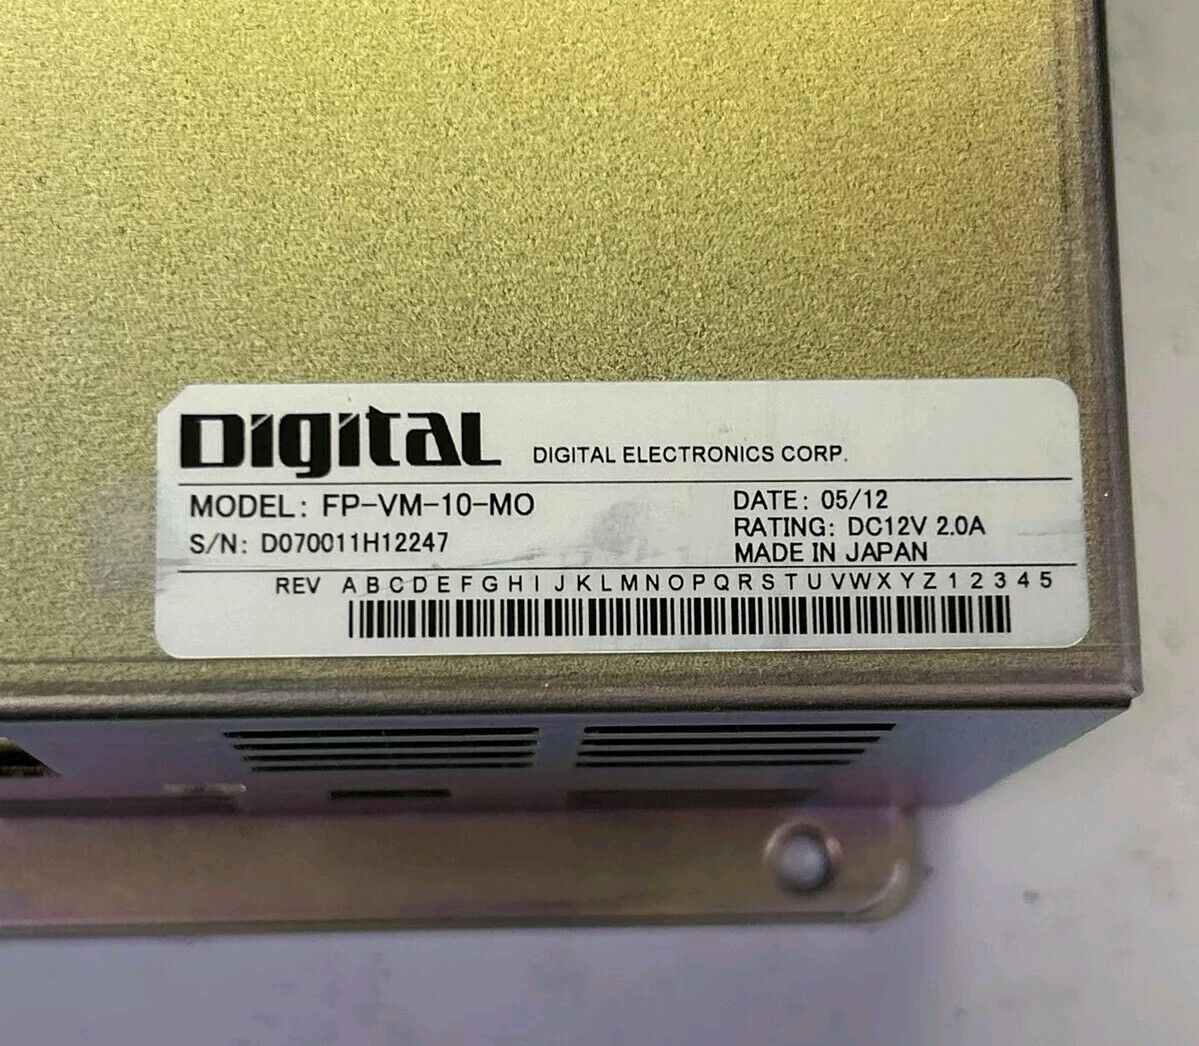 Digital DIGITAL ELECTRONICS CORP.
MODEL: FP-VM-10-MO DATE: 05/12
S/N: D070011H12247 RATING: DC12V 2.0A
MADE IN JAPAN
REV A B C D E F G H I J K L M N O P Q R S T U V W X Y Z 1 2 3 4 5